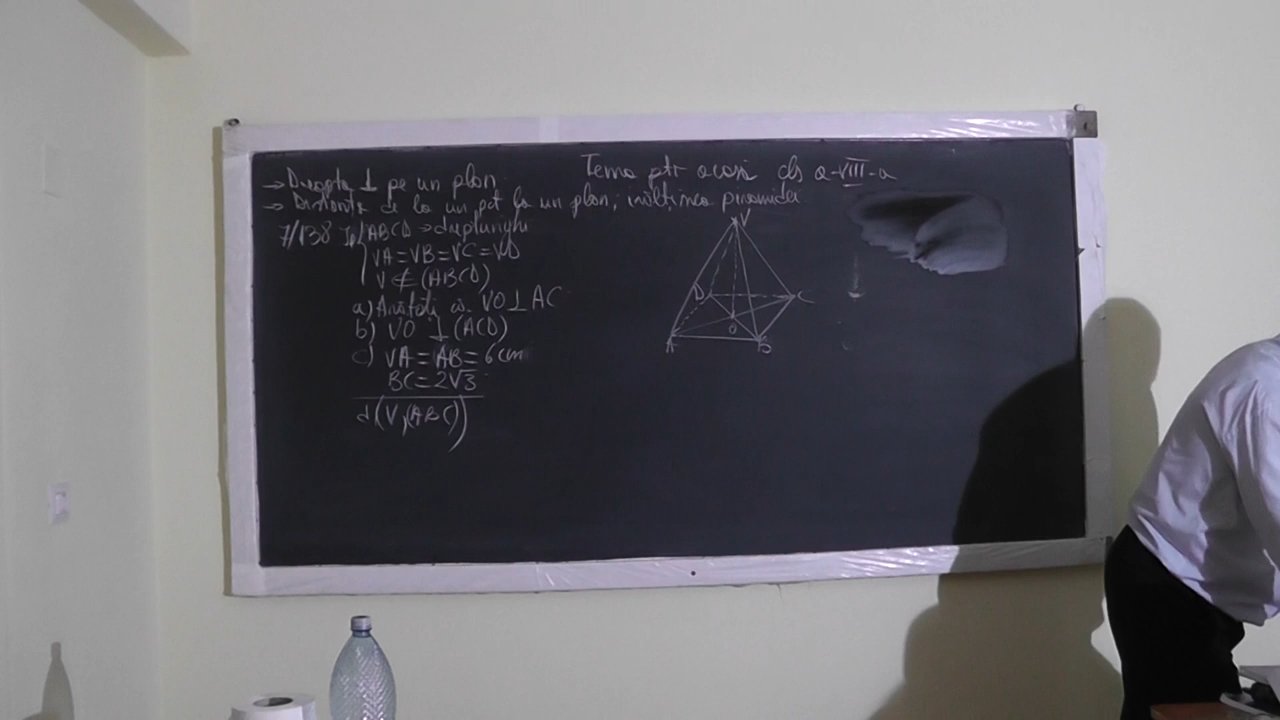 Tema ptr acasă cls a-VIII-a
→ Dreapta ⊥ pe un plan
→ Distanța de la un pct la un plan; înălțimea piramidei
7/138 Ip ABCD → dreptunghi
VA = VB = VC = VD
V ∉ (ABCD)
a) Arătați că VO ⊥ AC
b) VO ⊥ (ACD)
c) VA = AB = 6 cm
BC = 2√3
d(V,(ABC))
V
D C
O
A B